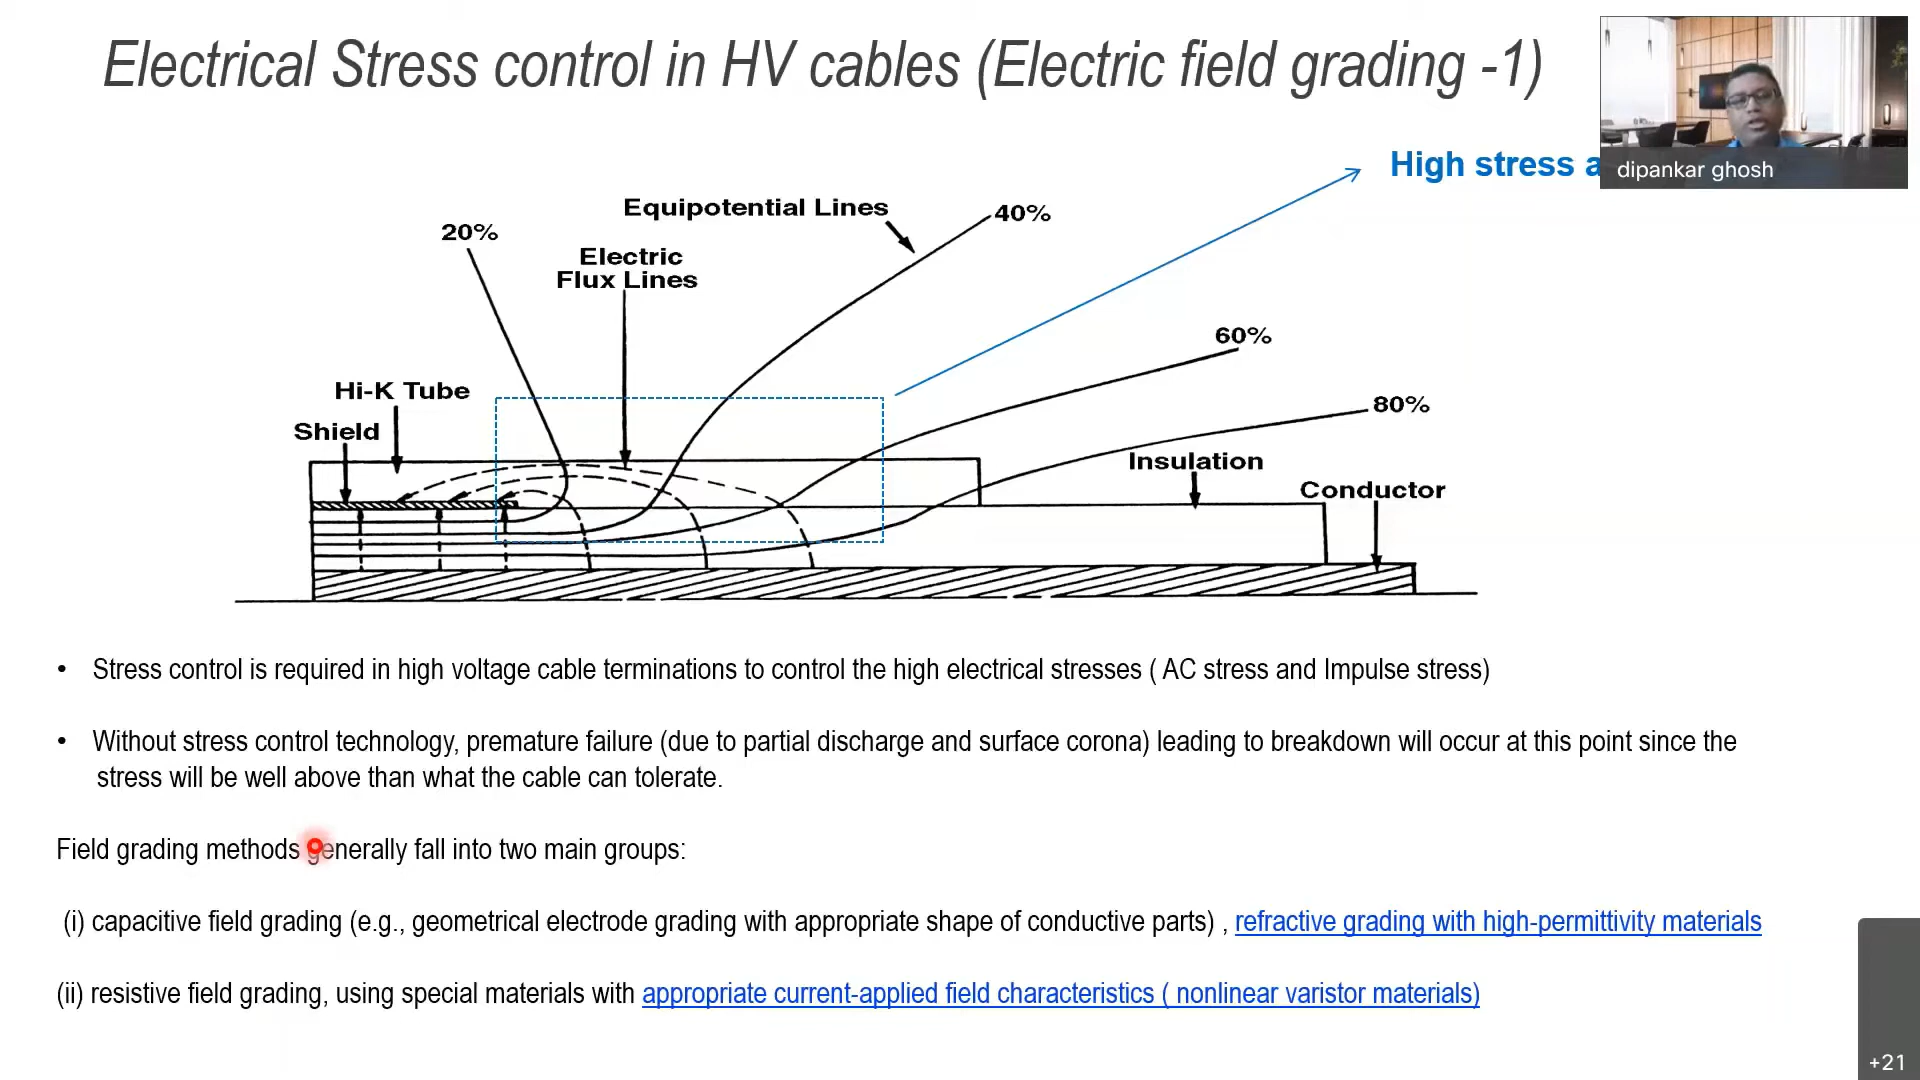 Electrical Stress control in HV cables (Electric field grading -1)
dipankar ghosh
High stress a
Equipotential Lines
40%
20%
Electric
Flux Lines
60%
Hi-K Tube
80%
Shield
Insulation
Conductor
• Stress control is required in high voltage cable terminations to control the high electrical stresses ( AC stress and Impulse stress)
• Without stress control technology, premature failure (due to partial discharge and surface corona) leading to breakdown will occur at this point since the
stress will be well above than what the cable can tolerate.
Field grading methods generally fall into two main groups:
(i) capacitive field grading (e.g., geometrical electrode grading with appropriate shape of conductive parts) , refractive grading with high-permittivity materials
(ii) resistive field grading, using special materials with appropriate current-applied field characteristics ( nonlinear varistor materials)
+21